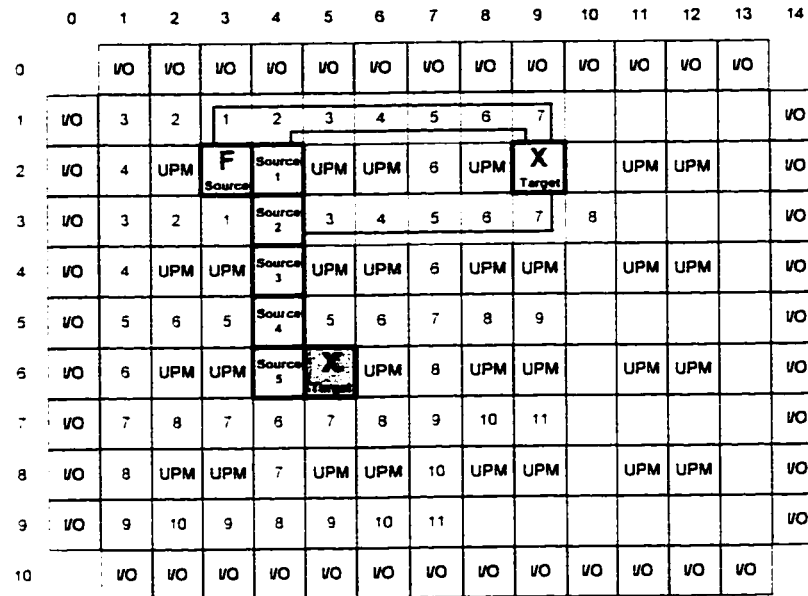 0 1 2 3 4 5 6 7 8 9 10 11 12 13 14
0 I/O I/O I/O I/O I/O I/O I/O I/O I/O I/O I/O I/O I/O
1 I/O 3 2 1 2 3 4 5 6 7 I/O
2 I/O 4 UPM F Source Source 1 UPM UPM 6 UPM X Target UPM UPM I/O
3 I/O 3 2 1 Source 2 3 4 5 6 7 8 I/O
4 I/O 4 UPM UPM Source 3 UPM UPM 6 UPM UPM UPM UPM I/O
5 I/O 5 6 5 Source 4 5 6 7 8 9 I/O
6 I/O 6 UPM UPM Source 5 X Target UPM 8 UPM UPM UPM UPM I/O
7 I/O 7 8 7 6 7 8 9 10 11 I/O
8 I/O 8 UPM UPM 7 UPM UPM 10 UPM UPM UPM UPM I/O
9 I/O 9 10 9 8 9 10 11 I/O
10 I/O I/O I/O I/O I/O I/O I/O I/O I/O I/O I/O I/O I/O